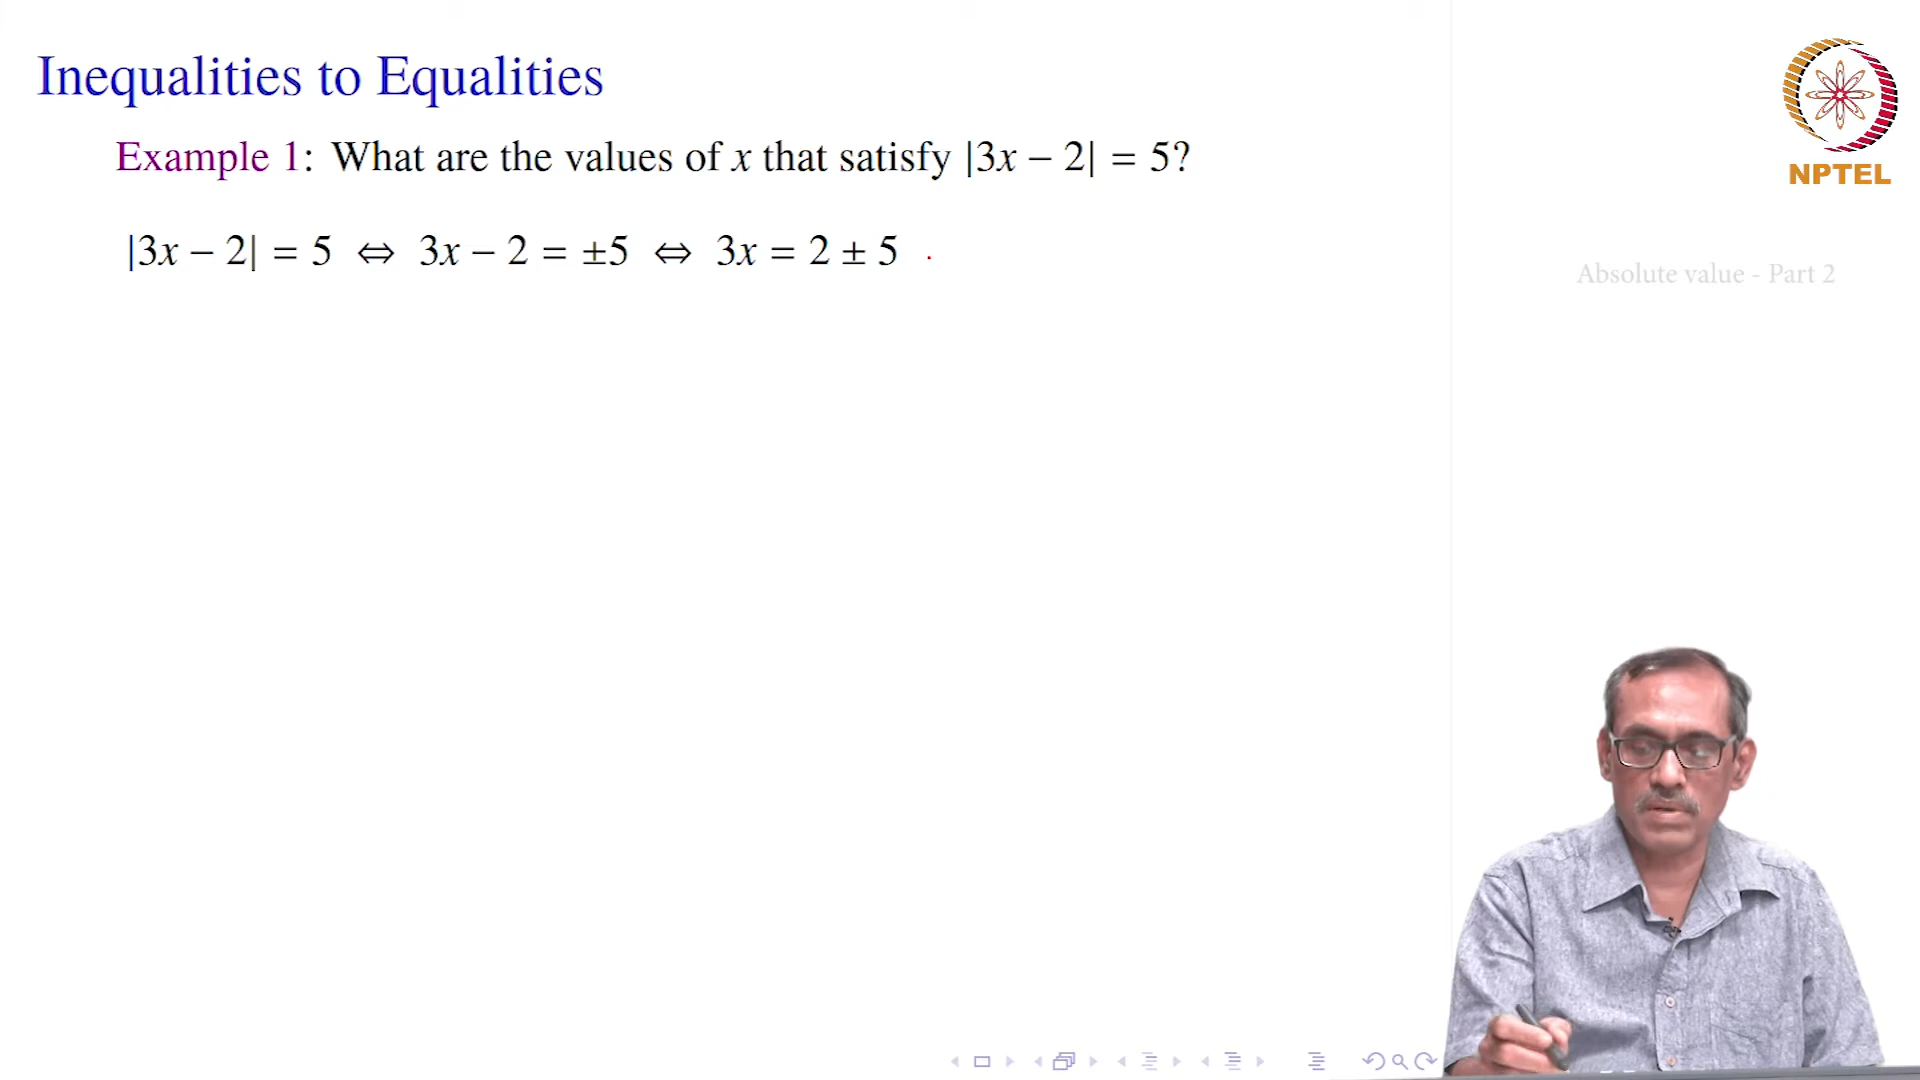 Inequalities to Equalities
Example 1: What are the values of x that satisfy |3x − 2| = 5?
|3x − 2| = 5 ⇔ 3x − 2 = ±5 ⇔ 3x = 2 ± 5
NPTEL
Absolute value - Part 2